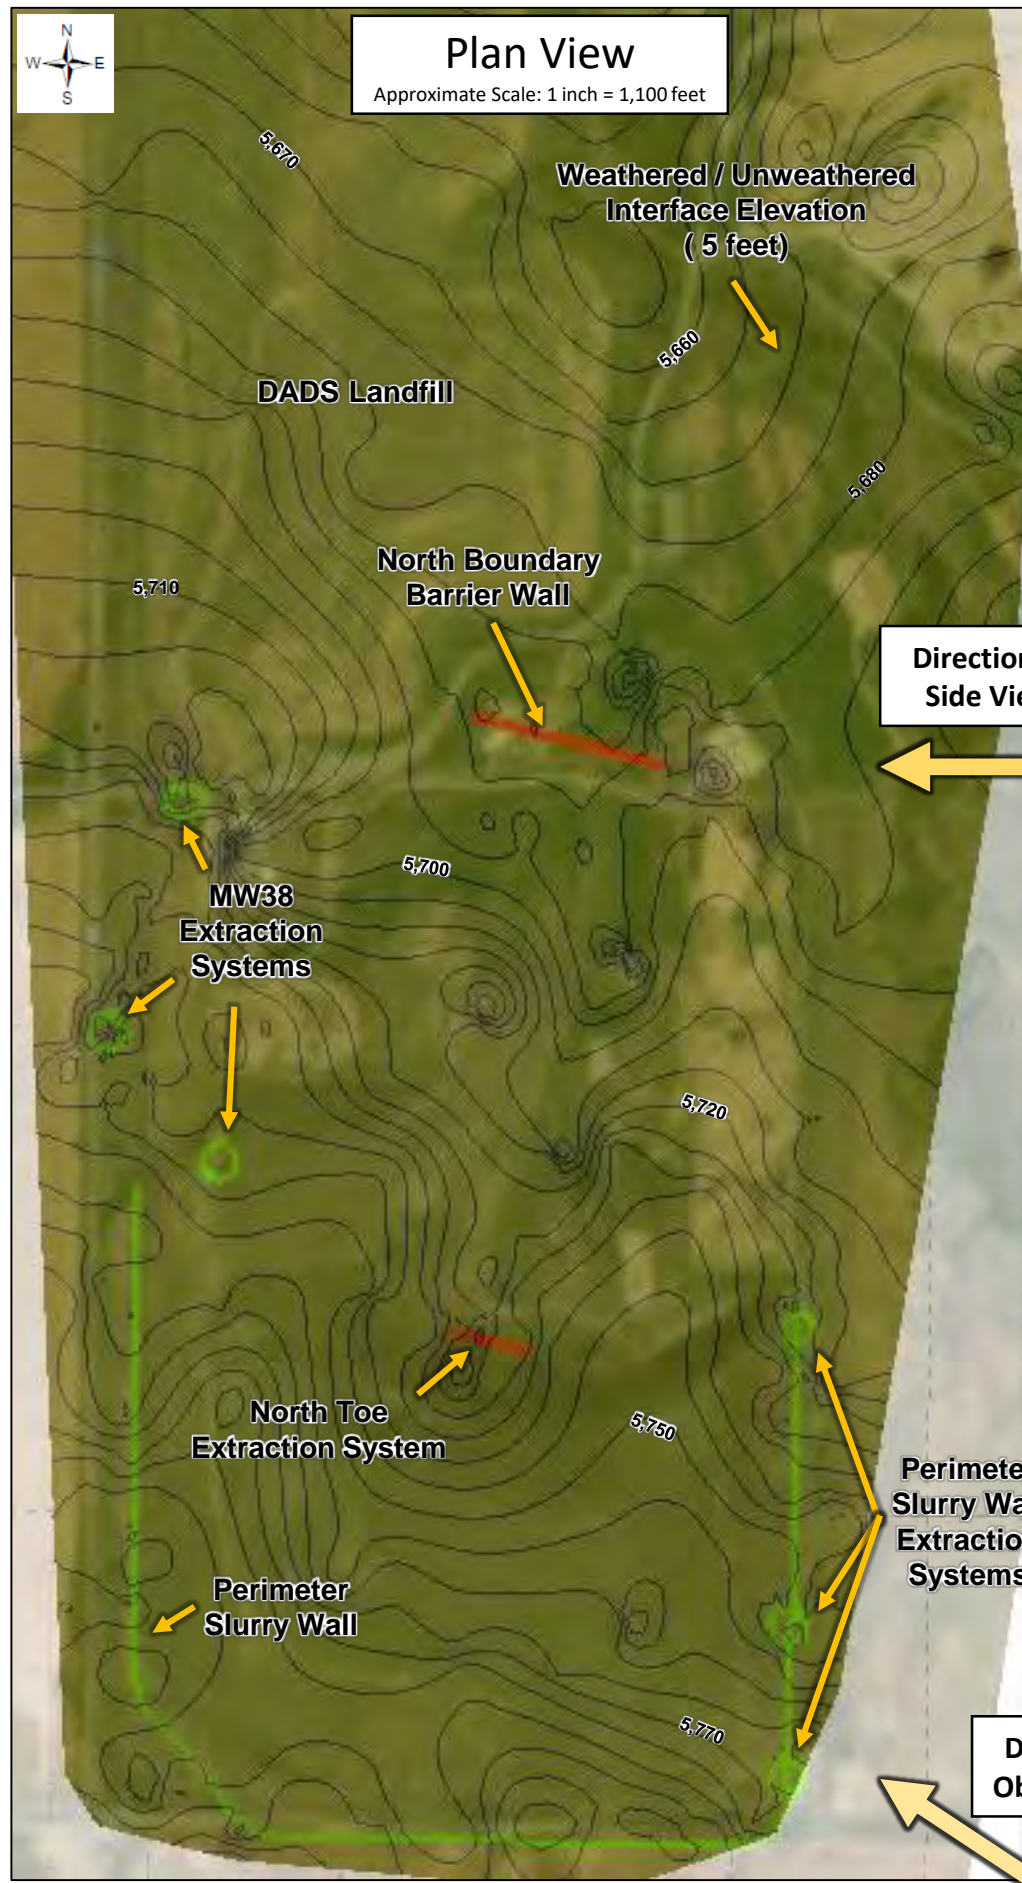 N
W E
S
Plan View
Approximate Scale: 1 inch = 1,100 feet
5,670
Weathered / Unweathered
Interface Elevation
( 5 feet)
5,660
DADS Landfill
5,680
North Boundary
Barrier Wall
5,710
Direction
Side Vie
5,700
MW38
Extraction
Systems
5,720
North Toe
Extraction System
5,750
Perimete
Slurry Wa
Extractio
Systems
Perimeter
Slurry Wall
5,770
D
Ob